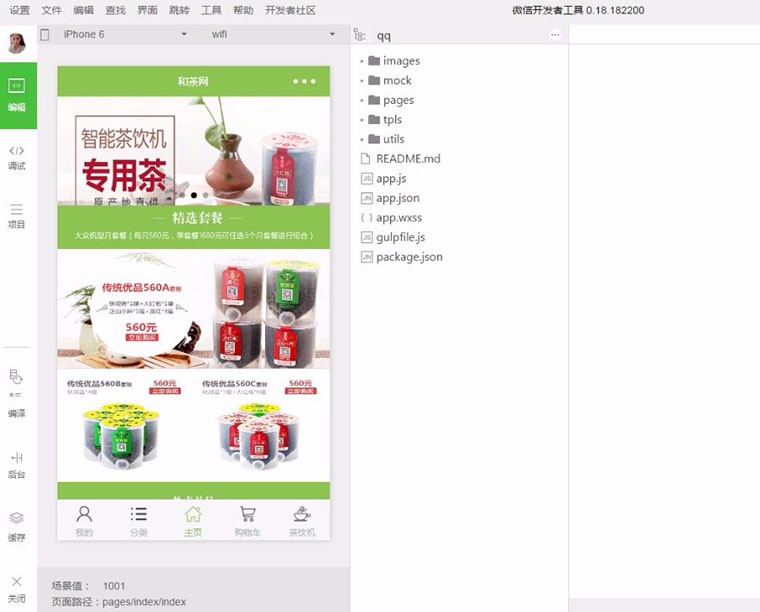 设置 文件 编辑 查找 界面 跳转 工具 帮助 开发者社区 微信开发者工具 0.18.182200
iPhone 6 wifi
qq
编辑
调试
项目
编译
后台
缓存
关闭
和茶网
智能茶饮机
专用茶
原产地直供
精选套餐
大众机型月套餐（每月560元，季套餐1680元可任选3个月套餐进行组合）
传统优品560A套餐
560元
立即购买
传统优品560B套餐
560元
立即购买
传统优品560C套餐
560元
立即购买
我的 分类 主页 购物车 茶饮机
场景值： 1001
页面路径：pages/index/index
images
mock
pages
tpls
utils
README.md
JS app.js
JN app.json
{ } app.wxss
JS gulpfile.js
JN package.json